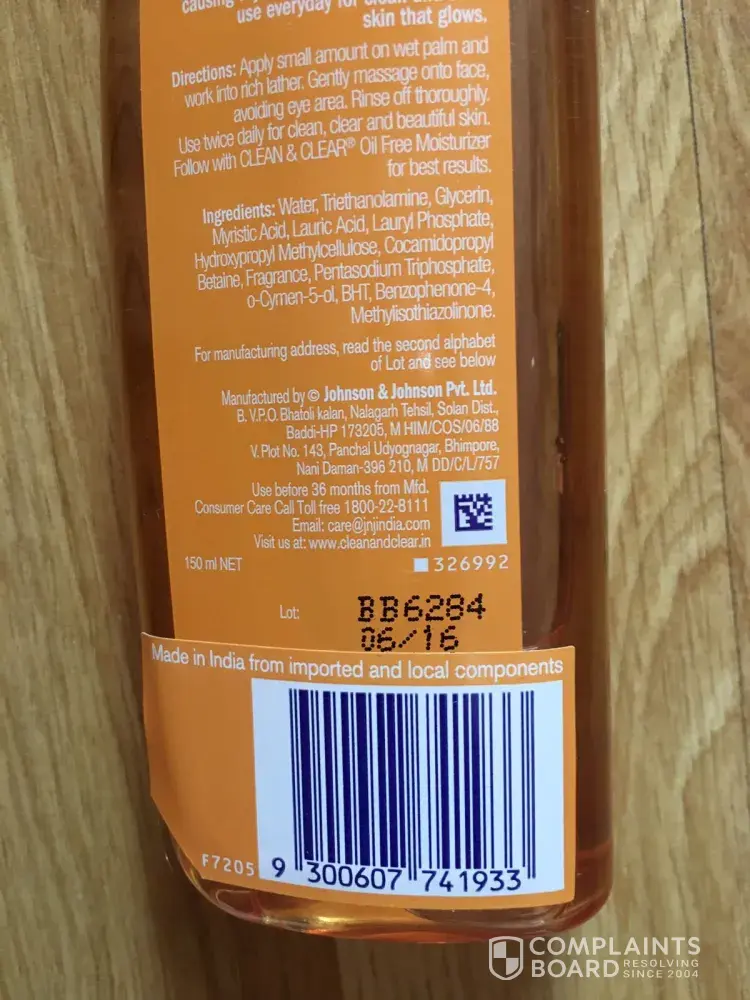 use everyday for clean and
skin that glows.
Directions: Apply small amount on wet palm and
work into rich lather. Gently massage onto face,
avoiding eye area. Rinse off thoroughly.
Use twice daily for clean, clear and beautiful skin.
Follow with CLEAN & CLEAR® Oil Free Moisturizer
for best results.
Ingredients: Water, Triethanolamine, Glycerin,
Myristic Acid, Lauric Acid, Lauryl Phosphate,
Hydroxypropyl Methylcellulose, Cocamidopropyl
Betaine, Fragrance, Pentasodium Triphosphate,
o-Cymen-5-ol, BHT, Benzophenone-4,
Methylisothiazolinone.
For manufacturing address, read the second alphabet
of Lot and see below
Manufactured by © Johnson & Johnson Pvt. Ltd.
B. V.P.O. Bhatoli kalan, Nalagarh Tehsil, Solan Dist.,
Baddi-HP 173205, M HIM/COS/06/88
V. Plot No. 143, Panchal Udyognagar, Bhimpore,
Nani Daman-396 210, M DD/C/L/757
Use before 36 months from Mfd.
Consumer Care Call Toll free 1800-22-8111
Email: care@jnjindia.com
Visit us at: www.cleanandclear.in
150 ml NET
326992
Lot: BB6284
06/16
Made in India from imported and local components
F7205
9 300607 741933
COMPLAINTS
BOARD RESOLVING
SINCE 2004